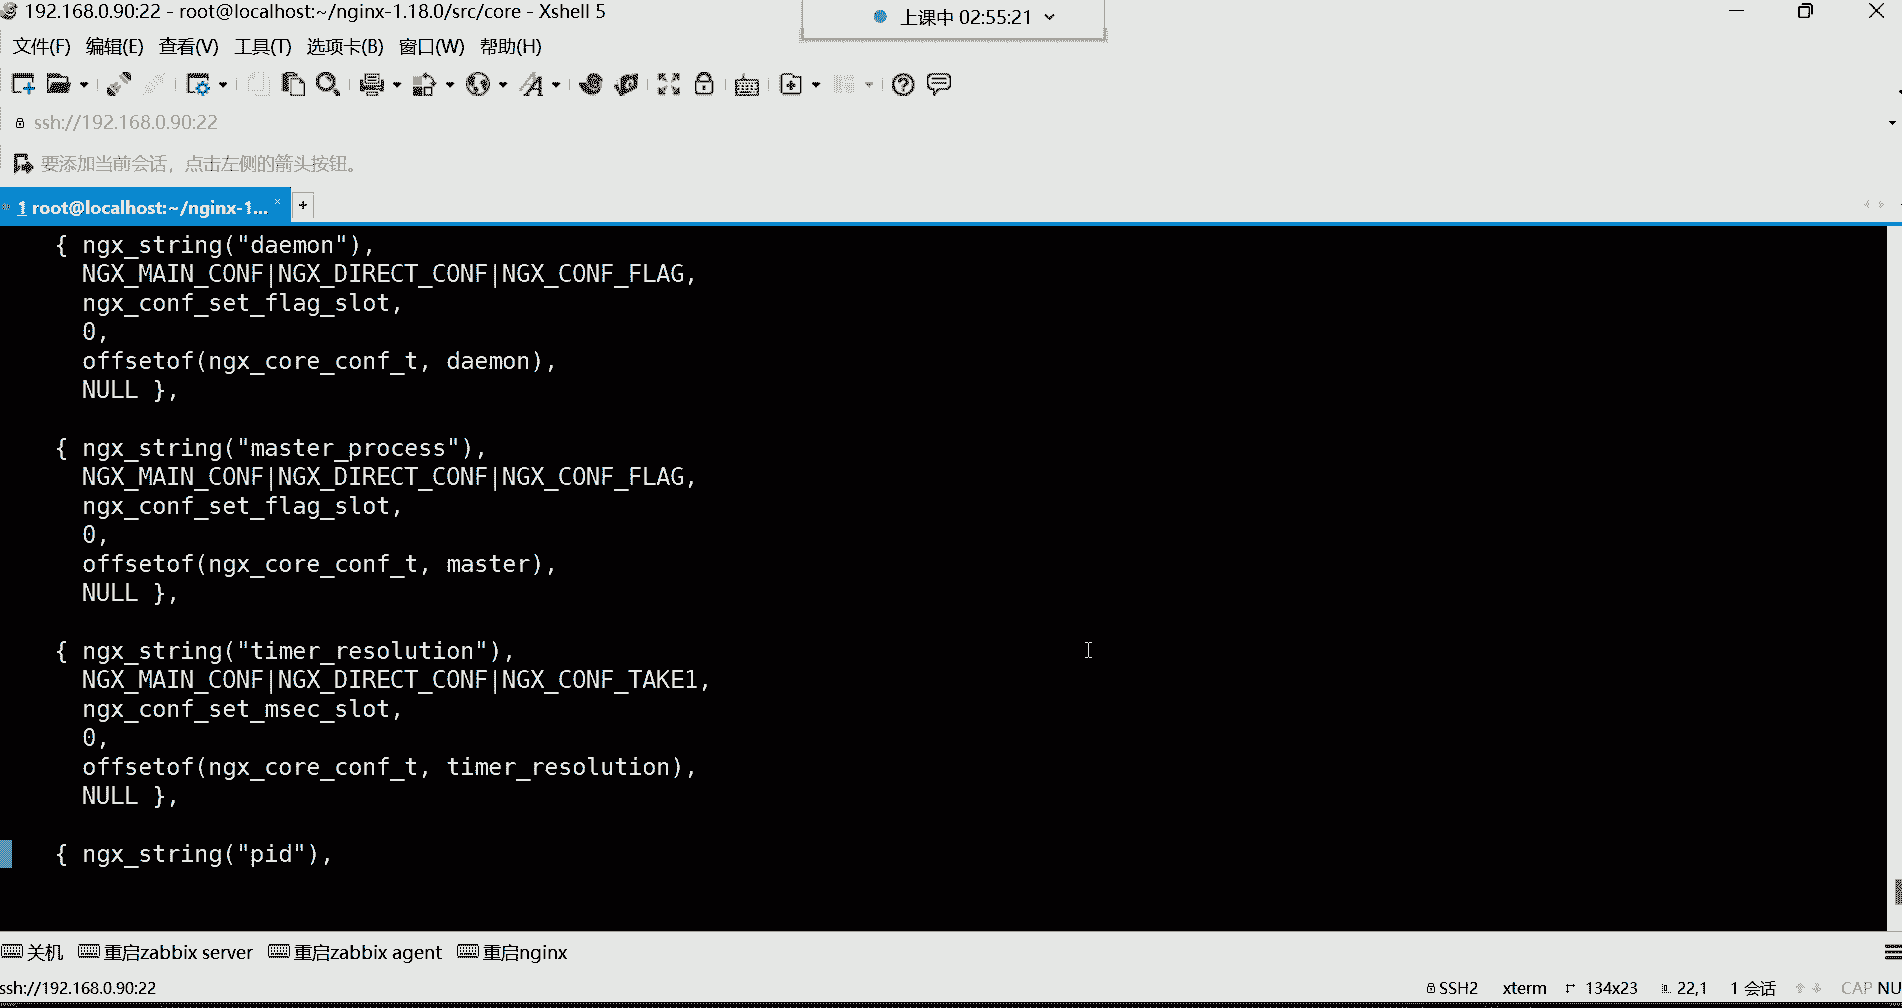 192.168.0.90:22 - root@localhost:~/nginx-1.18.0/src/core - Xshell 5
上课中 02:55:21
文件(F) 编辑(E) 查看(V) 工具(T) 选项卡(B) 窗口(W) 帮助(H)
ssh://192.168.0.90:22
要添加当前会话，点击左侧的箭头按钮。
1 root@localhost:~/nginx-1... × +
{ ngx_string("daemon"),
NGX_MAIN_CONF|NGX_DIRECT_CONF|NGX_CONF_FLAG,
ngx_conf_set_flag_slot,
0,
offsetof(ngx_core_conf_t, daemon),
NULL },
{ ngx_string("master_process"),
NGX_MAIN_CONF|NGX_DIRECT_CONF|NGX_CONF_FLAG,
ngx_conf_set_flag_slot,
0,
offsetof(ngx_core_conf_t, master),
NULL },
{ ngx_string("timer_resolution"),
NGX_MAIN_CONF|NGX_DIRECT_CONF|NGX_CONF_TAKE1,
ngx_conf_set_msec_slot,
0,
offsetof(ngx_core_conf_t, timer_resolution),
NULL },
{ ngx_string("pid"),
关机 重启zabbix server 重启zabbix agent 重启nginx
ssh://192.168.0.90:22 SSH2 xterm 134x23 22,1 1 会话 CAP NU